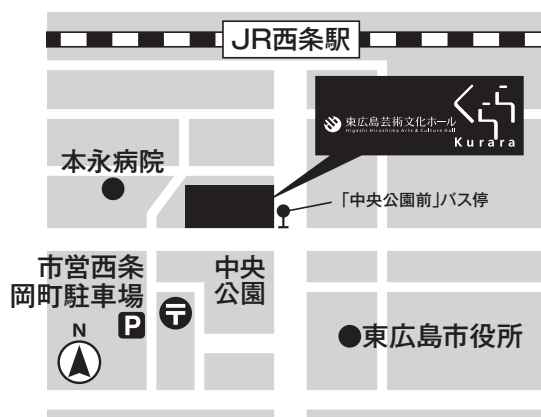 JR西条駅
東広島芸術文化ホール
Higashi Hiroshima Arts & Culture Hall
くらら
Kurara
本永病院
「中央公園前」バス停
市営西条
岡町駐車場
中央
公園
N
P
〒
東広島市役所